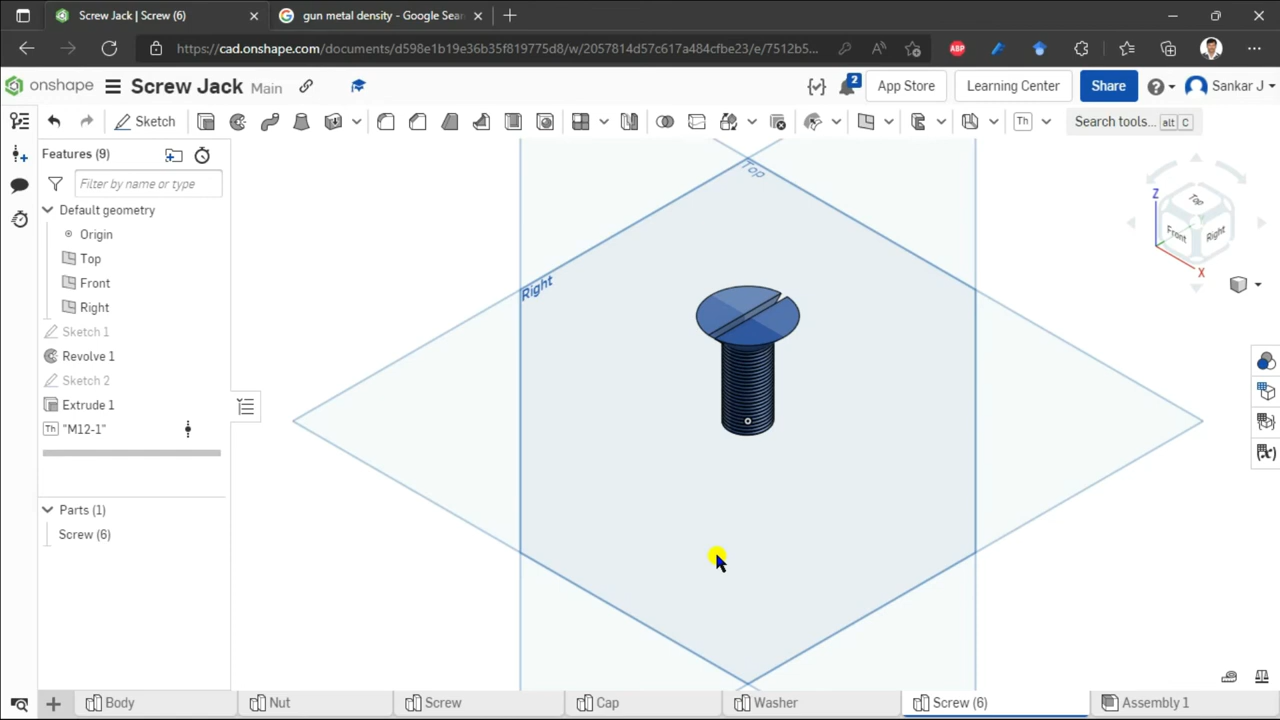 Screw Jack | Screw (6)
gun metal density - Google Sear
https://cad.onshape.com/documents/d598e1b19e36b35f819775d8/w/2057814d57c617a484cfbe23/e/7512b5...
ABP
onshape
Screw Jack Main
2
App Store
Learning Center
Share
Sankar J
Sketch
Th
Search tools... alt C
Features (9)
Filter by name or type
Default geometry
Origin
Top
Front
Right
Sketch 1
Revolve 1
Sketch 2
Extrude 1
Th "M12-1"
Parts (1)
Screw (6)
Top
Right
Z
Top
Front
Right
X
(x)
Body
Nut
Screw
Cap
Washer
Screw (6)
Assembly 1